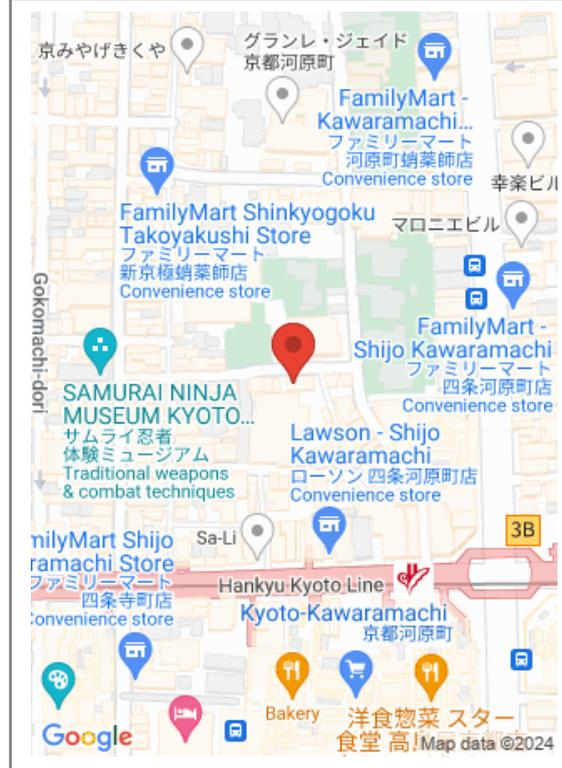 京みやげきくや
グランレ・ジェイド
京都河原町
FamilyMart -
Kawaramachi...
ファミリーマート
河原町蛸薬師店
Convenience store
幸楽ビル
FamilyMart Shinkyogoku
Takoyakushi Store
ファミリーマート
新京極蛸薬師店
Convenience store
マロニエビル
Gokomachi-dori
FamilyMart -
Shijo Kawaramachi
ファミリーマート
四条河原町店
Convenience store
SAMURAI NINJA
MUSEUM KYOTO...
サムライ忍者
体験ミュージアム
Traditional weapons
& combat techniques
Lawson - Shijo
Kawaramachi
ローソン 四条河原町店
Convenience store
Sa-Li
3B
milyMart Shijo
ramachi Store
ファミリーマート
四条寺町店
Convenience store
Hankyu Kyoto Line
Kyoto-Kawaramachi
京都河原町
Bakery
洋食惣菜 スター
食堂 高
Google
Map data ©2024